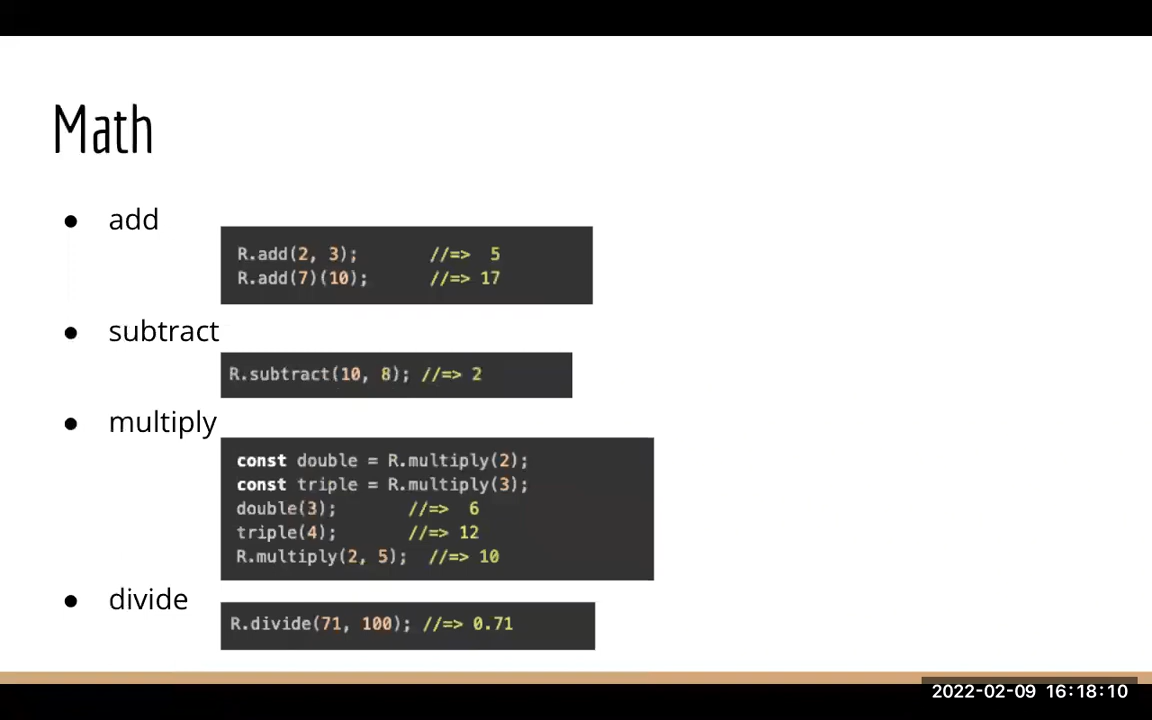 Math
● add
R.add(2, 3);       //=>  5
R.add(7)(10);      //=> 17
● subtract
R.subtract(10, 8); //=> 2
● multiply
const double = R.multiply(2);
const triple = R.multiply(3);
double(3);       //=>  6
triple(4);       //=> 12
R.multiply(2, 5);  //=> 10
● divide
R.divide(71, 100); //=> 0.71
2022-02-09 16:18:10